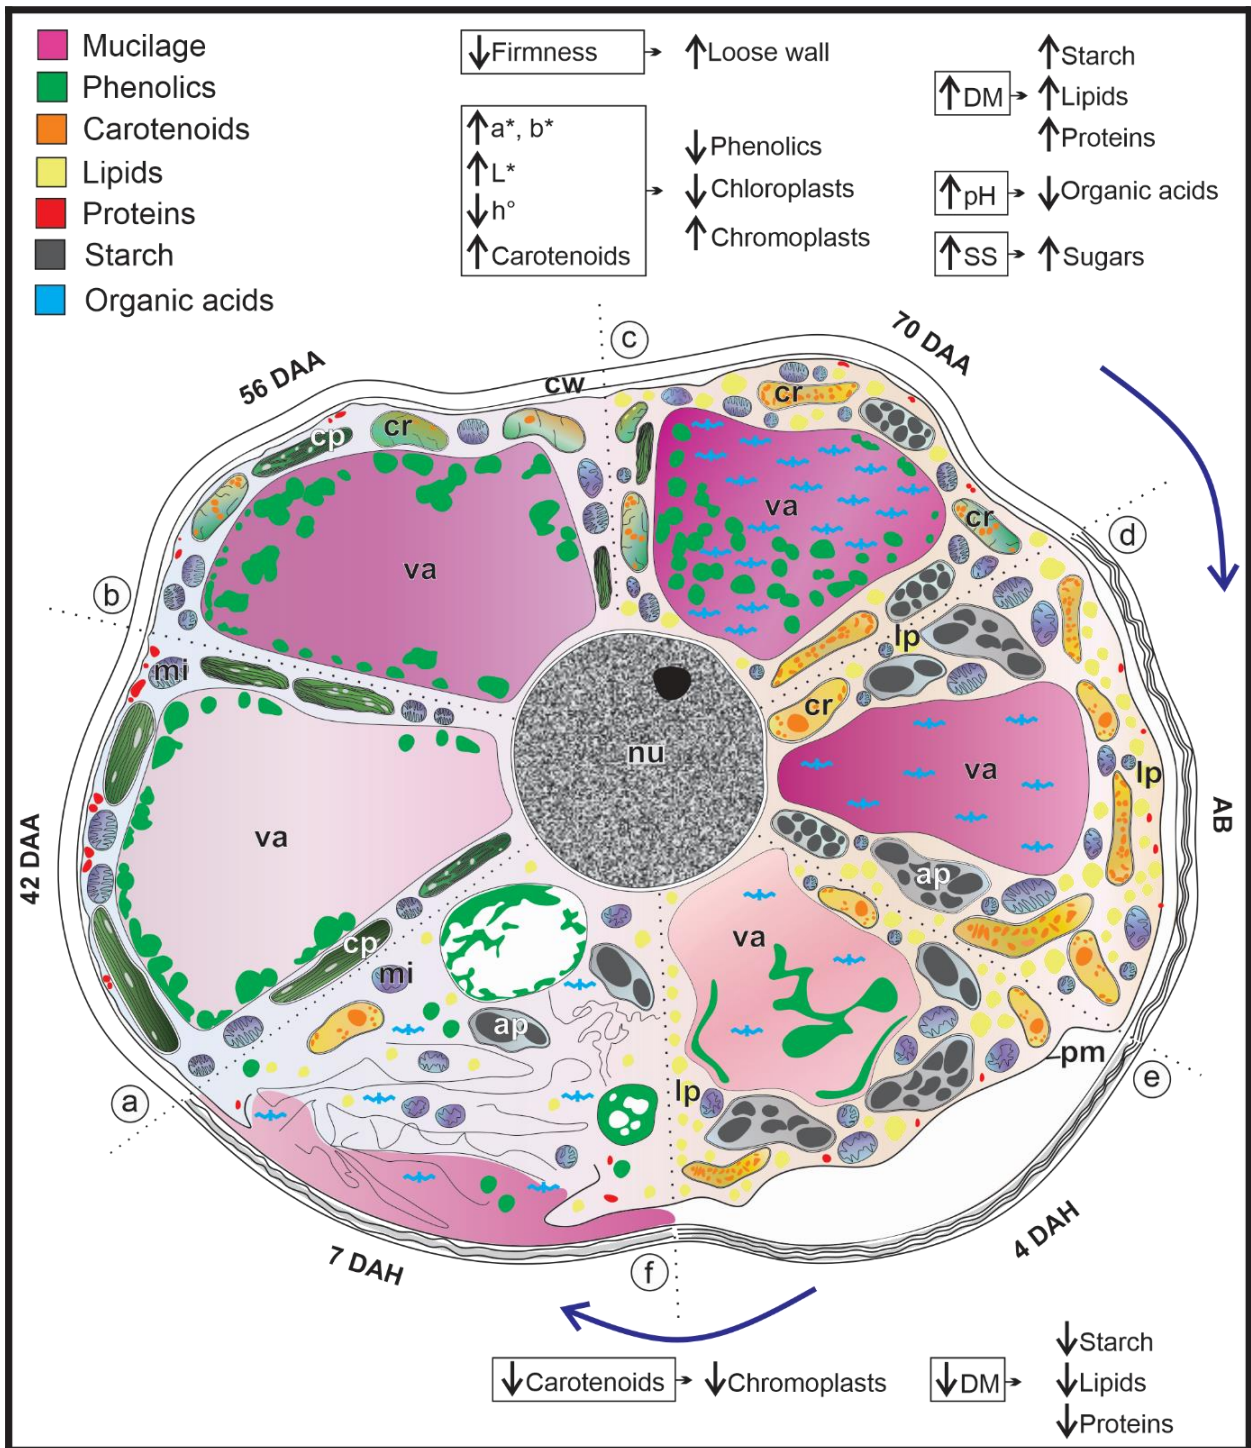 Mucilage
Phenolics
Carotenoids
Lipids
Proteins
Starch
Organic acids
↓Firmness → ↑Loose wall
↑a*, b*
↑L*
↓h°
↑Carotenoids
→
↓Phenolics
↓Chloroplasts
↑Chromoplasts
↑DM →
↑Starch
↑Lipids
↑Proteins
↑pH → ↓Organic acids
↑SS → ↑Sugars
56 DAA
c
70 DAA
cw
cr
cp
cr
va
va
cr
d
b
mi
lp
cr
nu
va
lp
AB
42 DAA
va
ap
cp
mi
va
ap
pm
lp
a
e
7 DAH
f
4 DAH
↓Carotenoids → ↓Chromoplasts
↓DM →
↓Starch
↓Lipids
↓Proteins